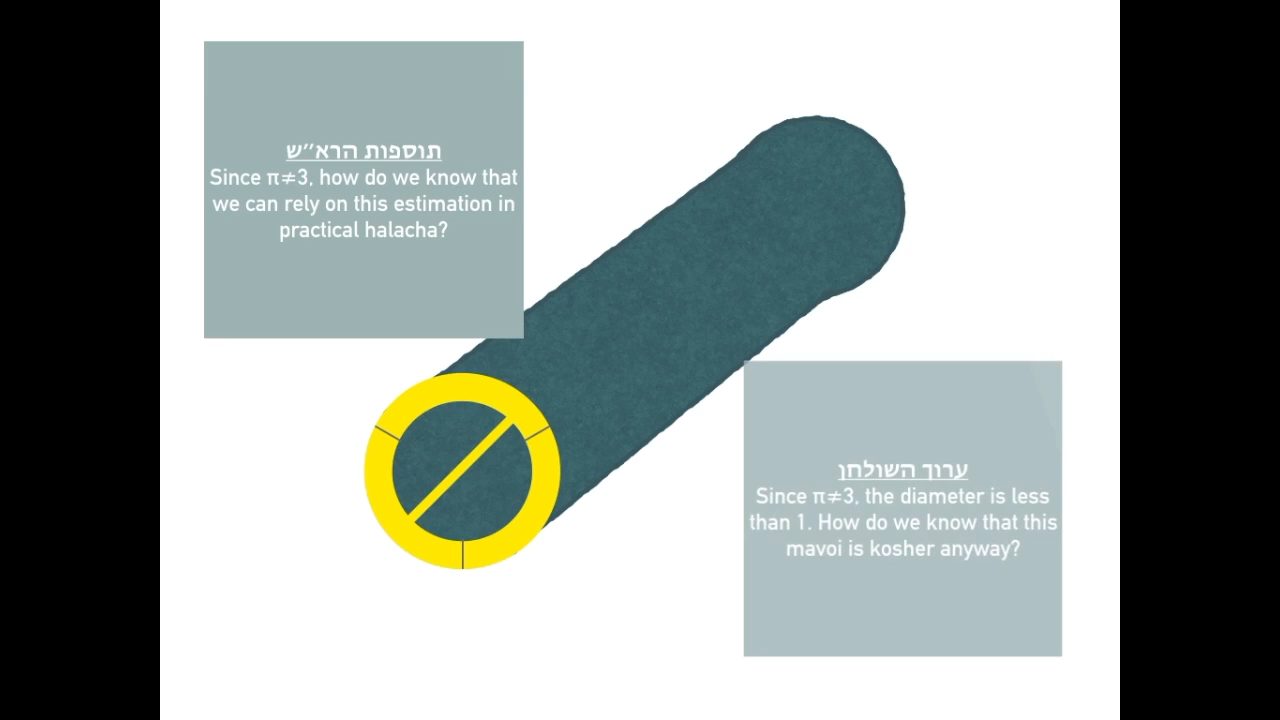 תוספות הרא״ש
Since π≠3, how do we know that
we can rely on this estimation in
practical halacha?
ערוך השולחן
Since π≠3, the diameter is less
than 1. How do we know that this
mavoi is kosher anyway?